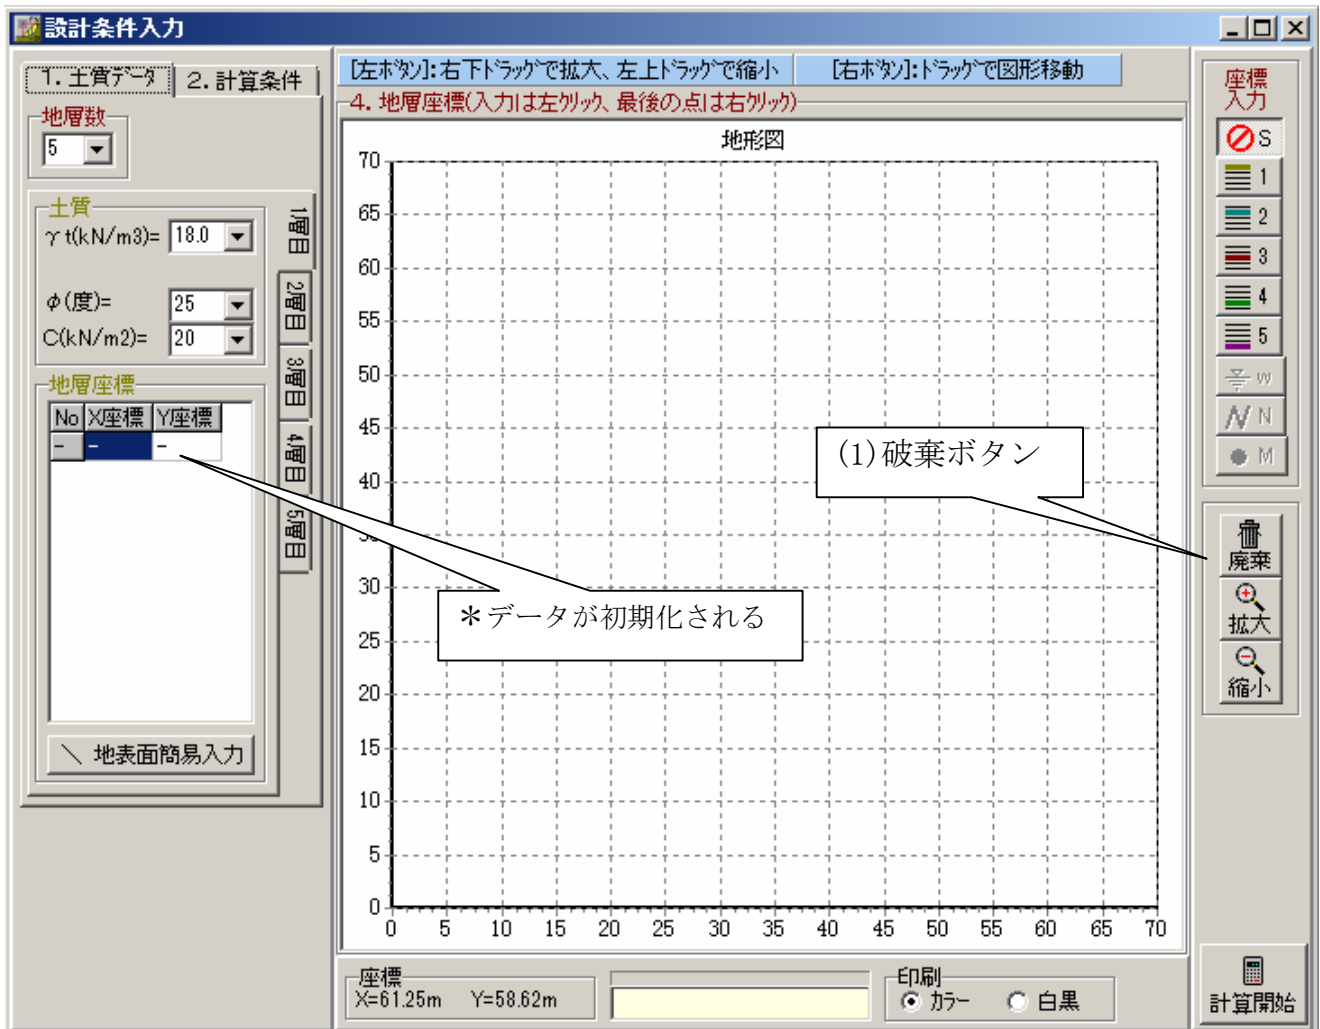 設計条件入力
1. 土質データ
2. 計算条件
地層数
5
土質
γt(kN/m3)= 18.0
φ(度)= 25
C(kN/m2)= 20
1層目
2層目
3層目
4層目
5層目
地層座標
No X座標 Y座標
- - -
＼ 地表面簡易入力
[左ボタン]:右下ドラッグで拡大、左上ドラッグで縮小
[右ボタン]:ドラッグで図形移動
4. 地層座標(入力は左クリック、最後の点は右クリック)
地形図
70
65
60
55
50
45
40
30
25
20
15
10
5
0
0 5 10 15 20 25 30 35 40 45 50 55 60 65 70
(1)破棄ボタン
＊データが初期化される
座標
X=61.25m Y=58.62m
印刷
カラー 白黒
座標
入力
S
1
2
3
4
5
W
N
M
廃棄
拡大
縮小
計算開始